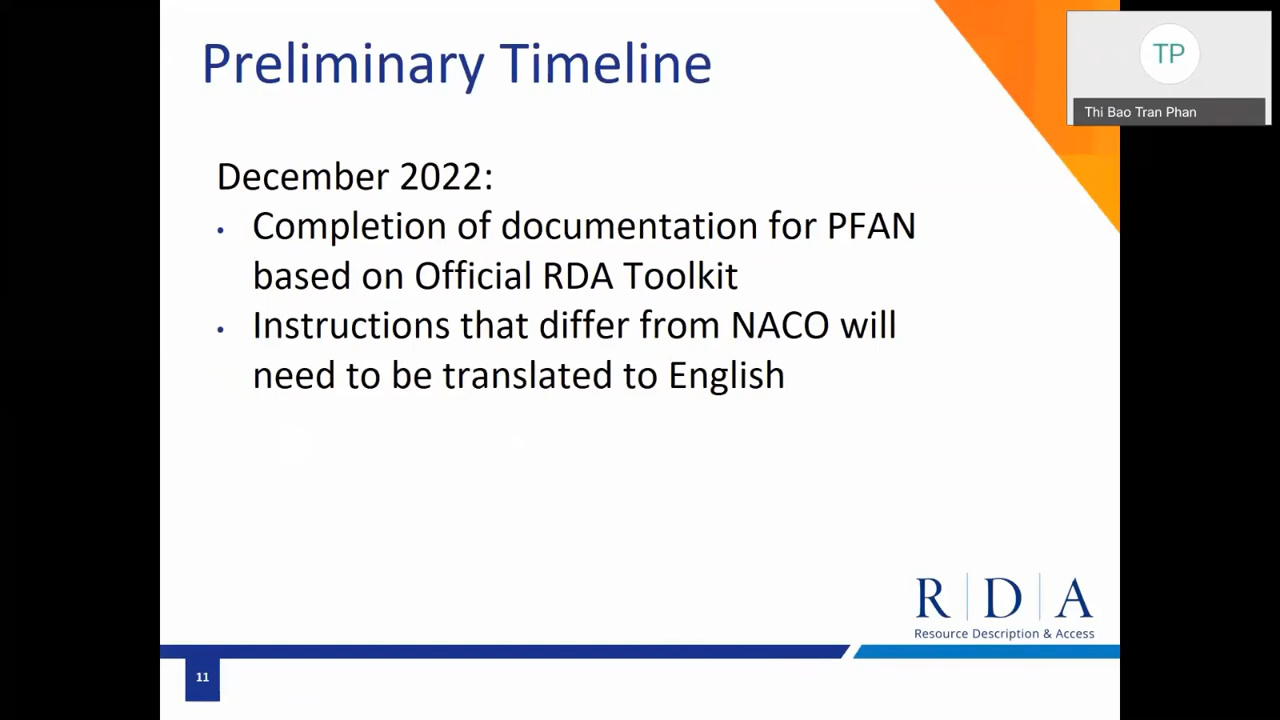 Preliminary Timeline
TP
Thi Bao Tran Phan
December 2022:
• Completion of documentation for PFAN
based on Official RDA Toolkit
• Instructions that differ from NACO will
need to be translated to English
R|D|A
Resource Description & Access
11